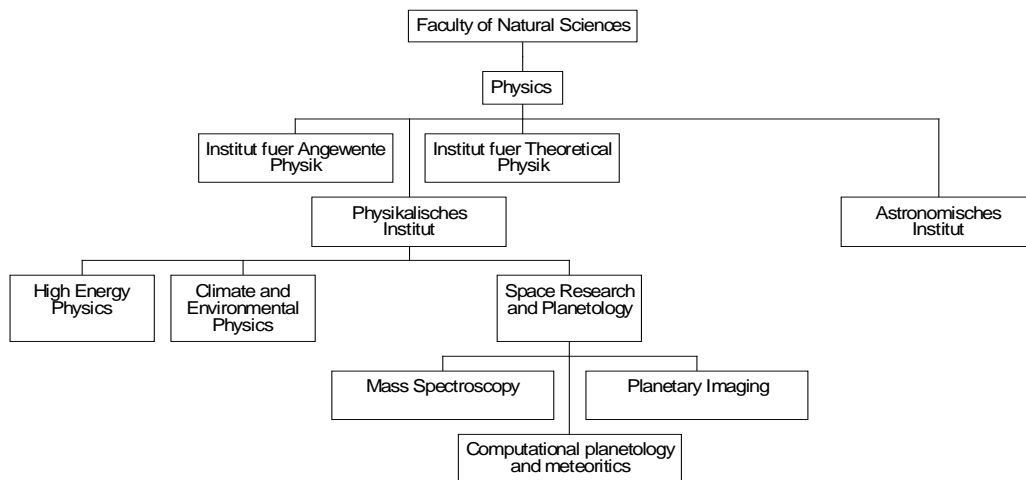 Faculty of Natural Sciences
Physics
Institut fuer Angewente
Physik
Institut fuer Theoretical
Physik
Physikalisches
Institut
Astronomisches
Institut
High Energy
Physics
Climate and
Environmental
Physics
Space Research
and Planetology
Mass Spectroscopy
Planetary Imaging
Computational planetology
and meteoritics